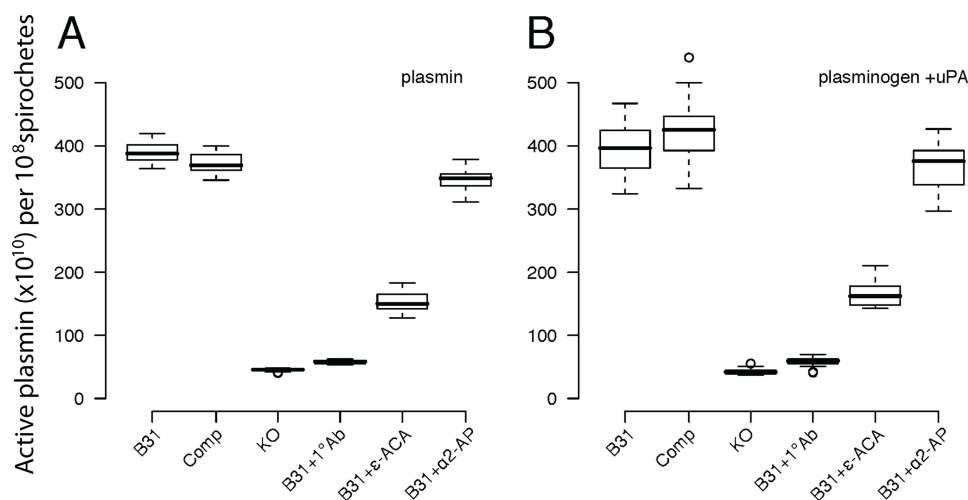 A
B
plasmin
plasminogen +uPA
Active plasmin (x10¹⁰) per 10⁸spirochetes
500
400
300
200
100
0
B31
Comp
KO
B31+1°Ab
B31+ε-ACA
B31+α2-AP
500
400
300
200
100
0
B31
Comp
KO
B31+1°Ab
B31+ε-ACA
B31+α2-AP